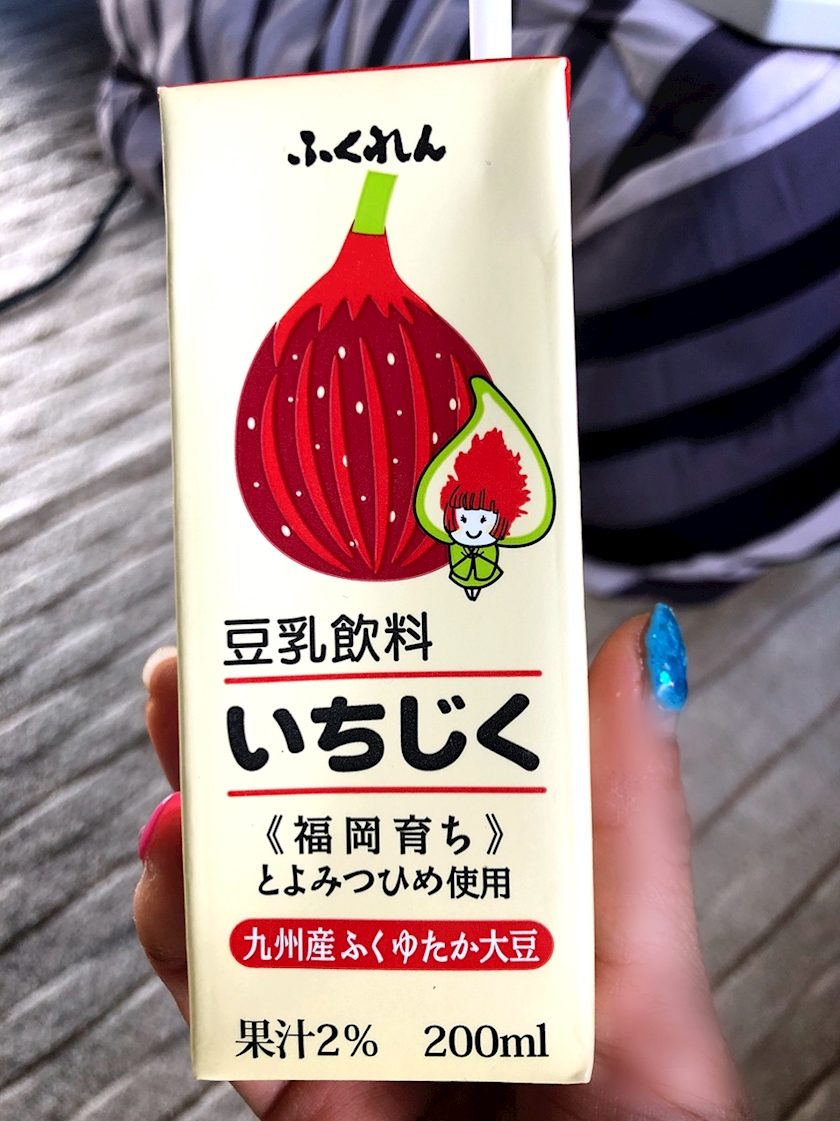 ふくれん
豆乳飲料
いちじく
《福岡育ち》
とよみつひめ使用
九州産ふくゆたか大豆
果汁2% 200ml